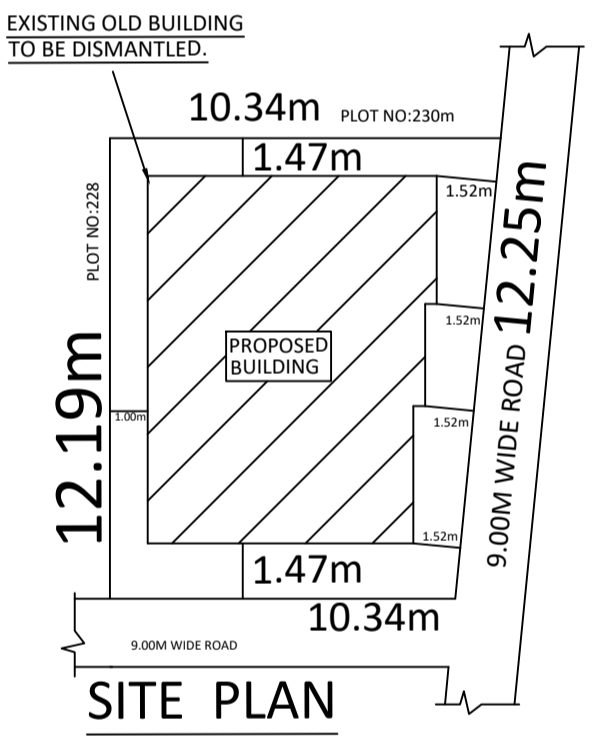 EXISTING OLD BUILDING
TO BE DISMANTLED.
10.34m
PLOT NO:230m
1.47m
1.52m
PLOT NO:228
12.25m
1.52m
PROPOSED
BUILDING
12.19m
1.00m
1.52m
9.00M WIDE ROAD
1.52m
1.47m
10.34m
9.00M WIDE ROAD
SITE PLAN